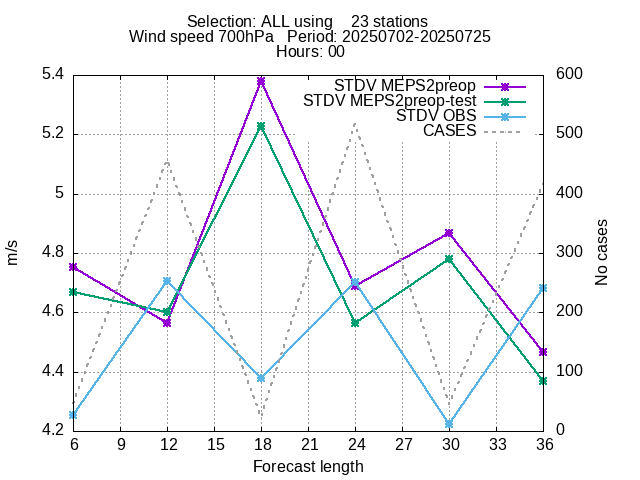 Selection: ALL using 23 stations
Wind speed 700hPa Period: 20250702-20250725
Hours: 00
STDV MEPS2preop
STDV MEPS2preop-test
STDV OBS
CASES
5.4
5.2
5
4.8
4.6
4.4
4.2
m/s
600
500
400
300
200
100
0
No cases
6 9 12 15 18 21 24 27 30 33 36
Forecast length